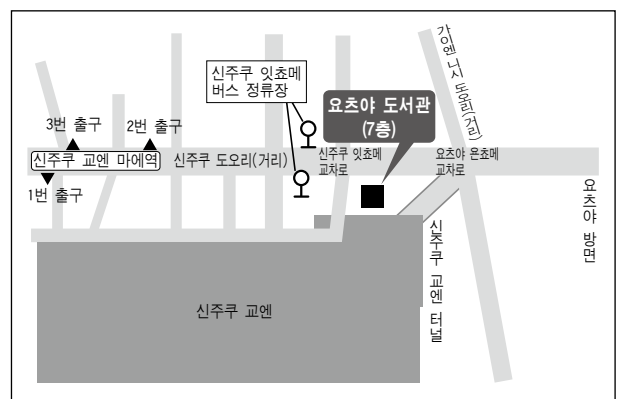 가이엔 니시 도오리(거리)
신주쿠 잇쵸메
버스 정류장
요츠야 도서관
(7층)
3번 출구
2번 출구
신주쿠 교엔 마에역
신주쿠 도오리(거리)
신주쿠 잇쵸메
교차로
요츠야 욘쵸메
교차로
1번 출구
요츠야 방면
신주쿠 교엔 터널
신주쿠 교엔